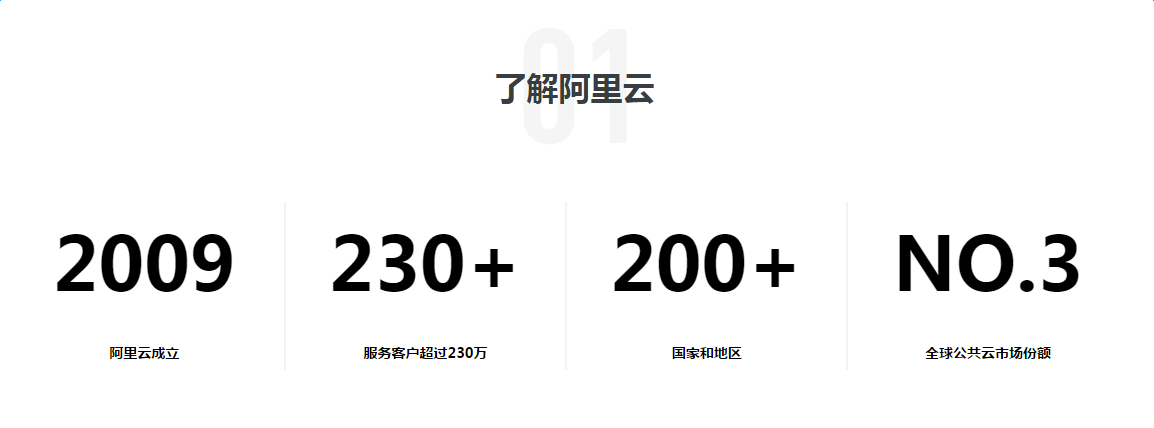 01
了解阿里云
2009
阿里云成立
230+
服务客户超过230万
200+
国家和地区
NO.3
全球公共云市场份额